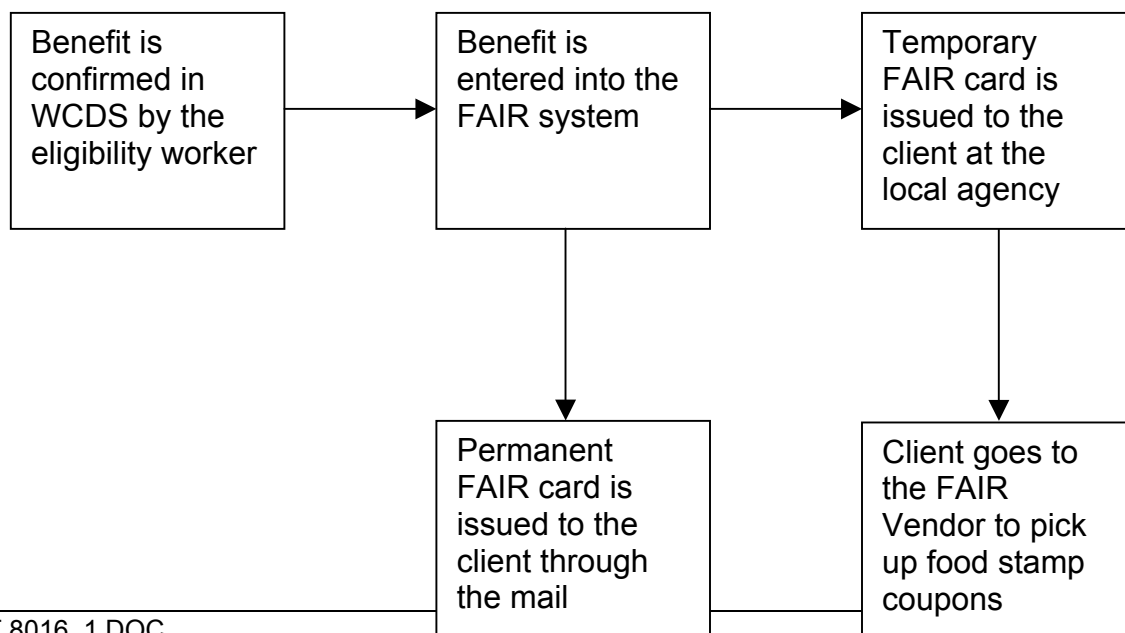 Benefit is
confirmed in
WCDS by the
eligibility worker
Benefit is
entered into the
FAIR system
Temporary
FAIR card is
issued to the
client at the
local agency
Permanent
FAIR card is
issued to the
client through
the mail
Client goes to
the FAIR
Vendor to pick
up food stamp
coupons
8016_1.DOC